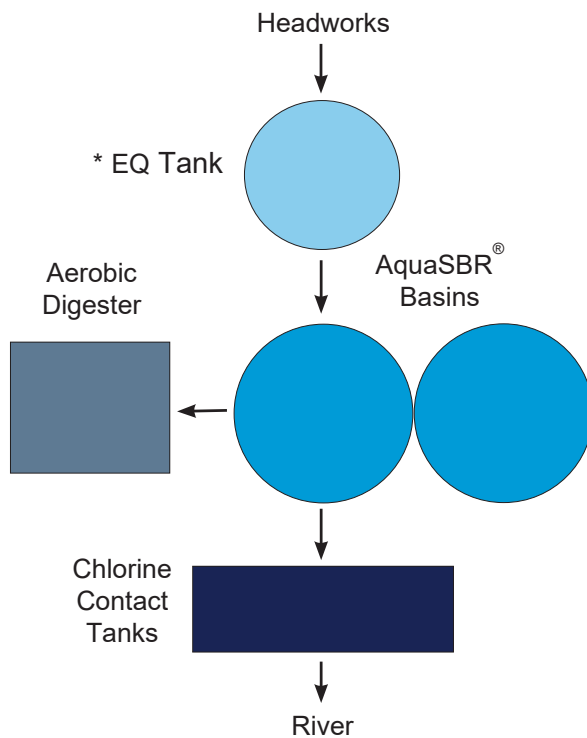 Headworks
* EQ Tank
AquaSBR®
Basins
Aerobic
Digester
Chlorine
Contact
Tanks
River